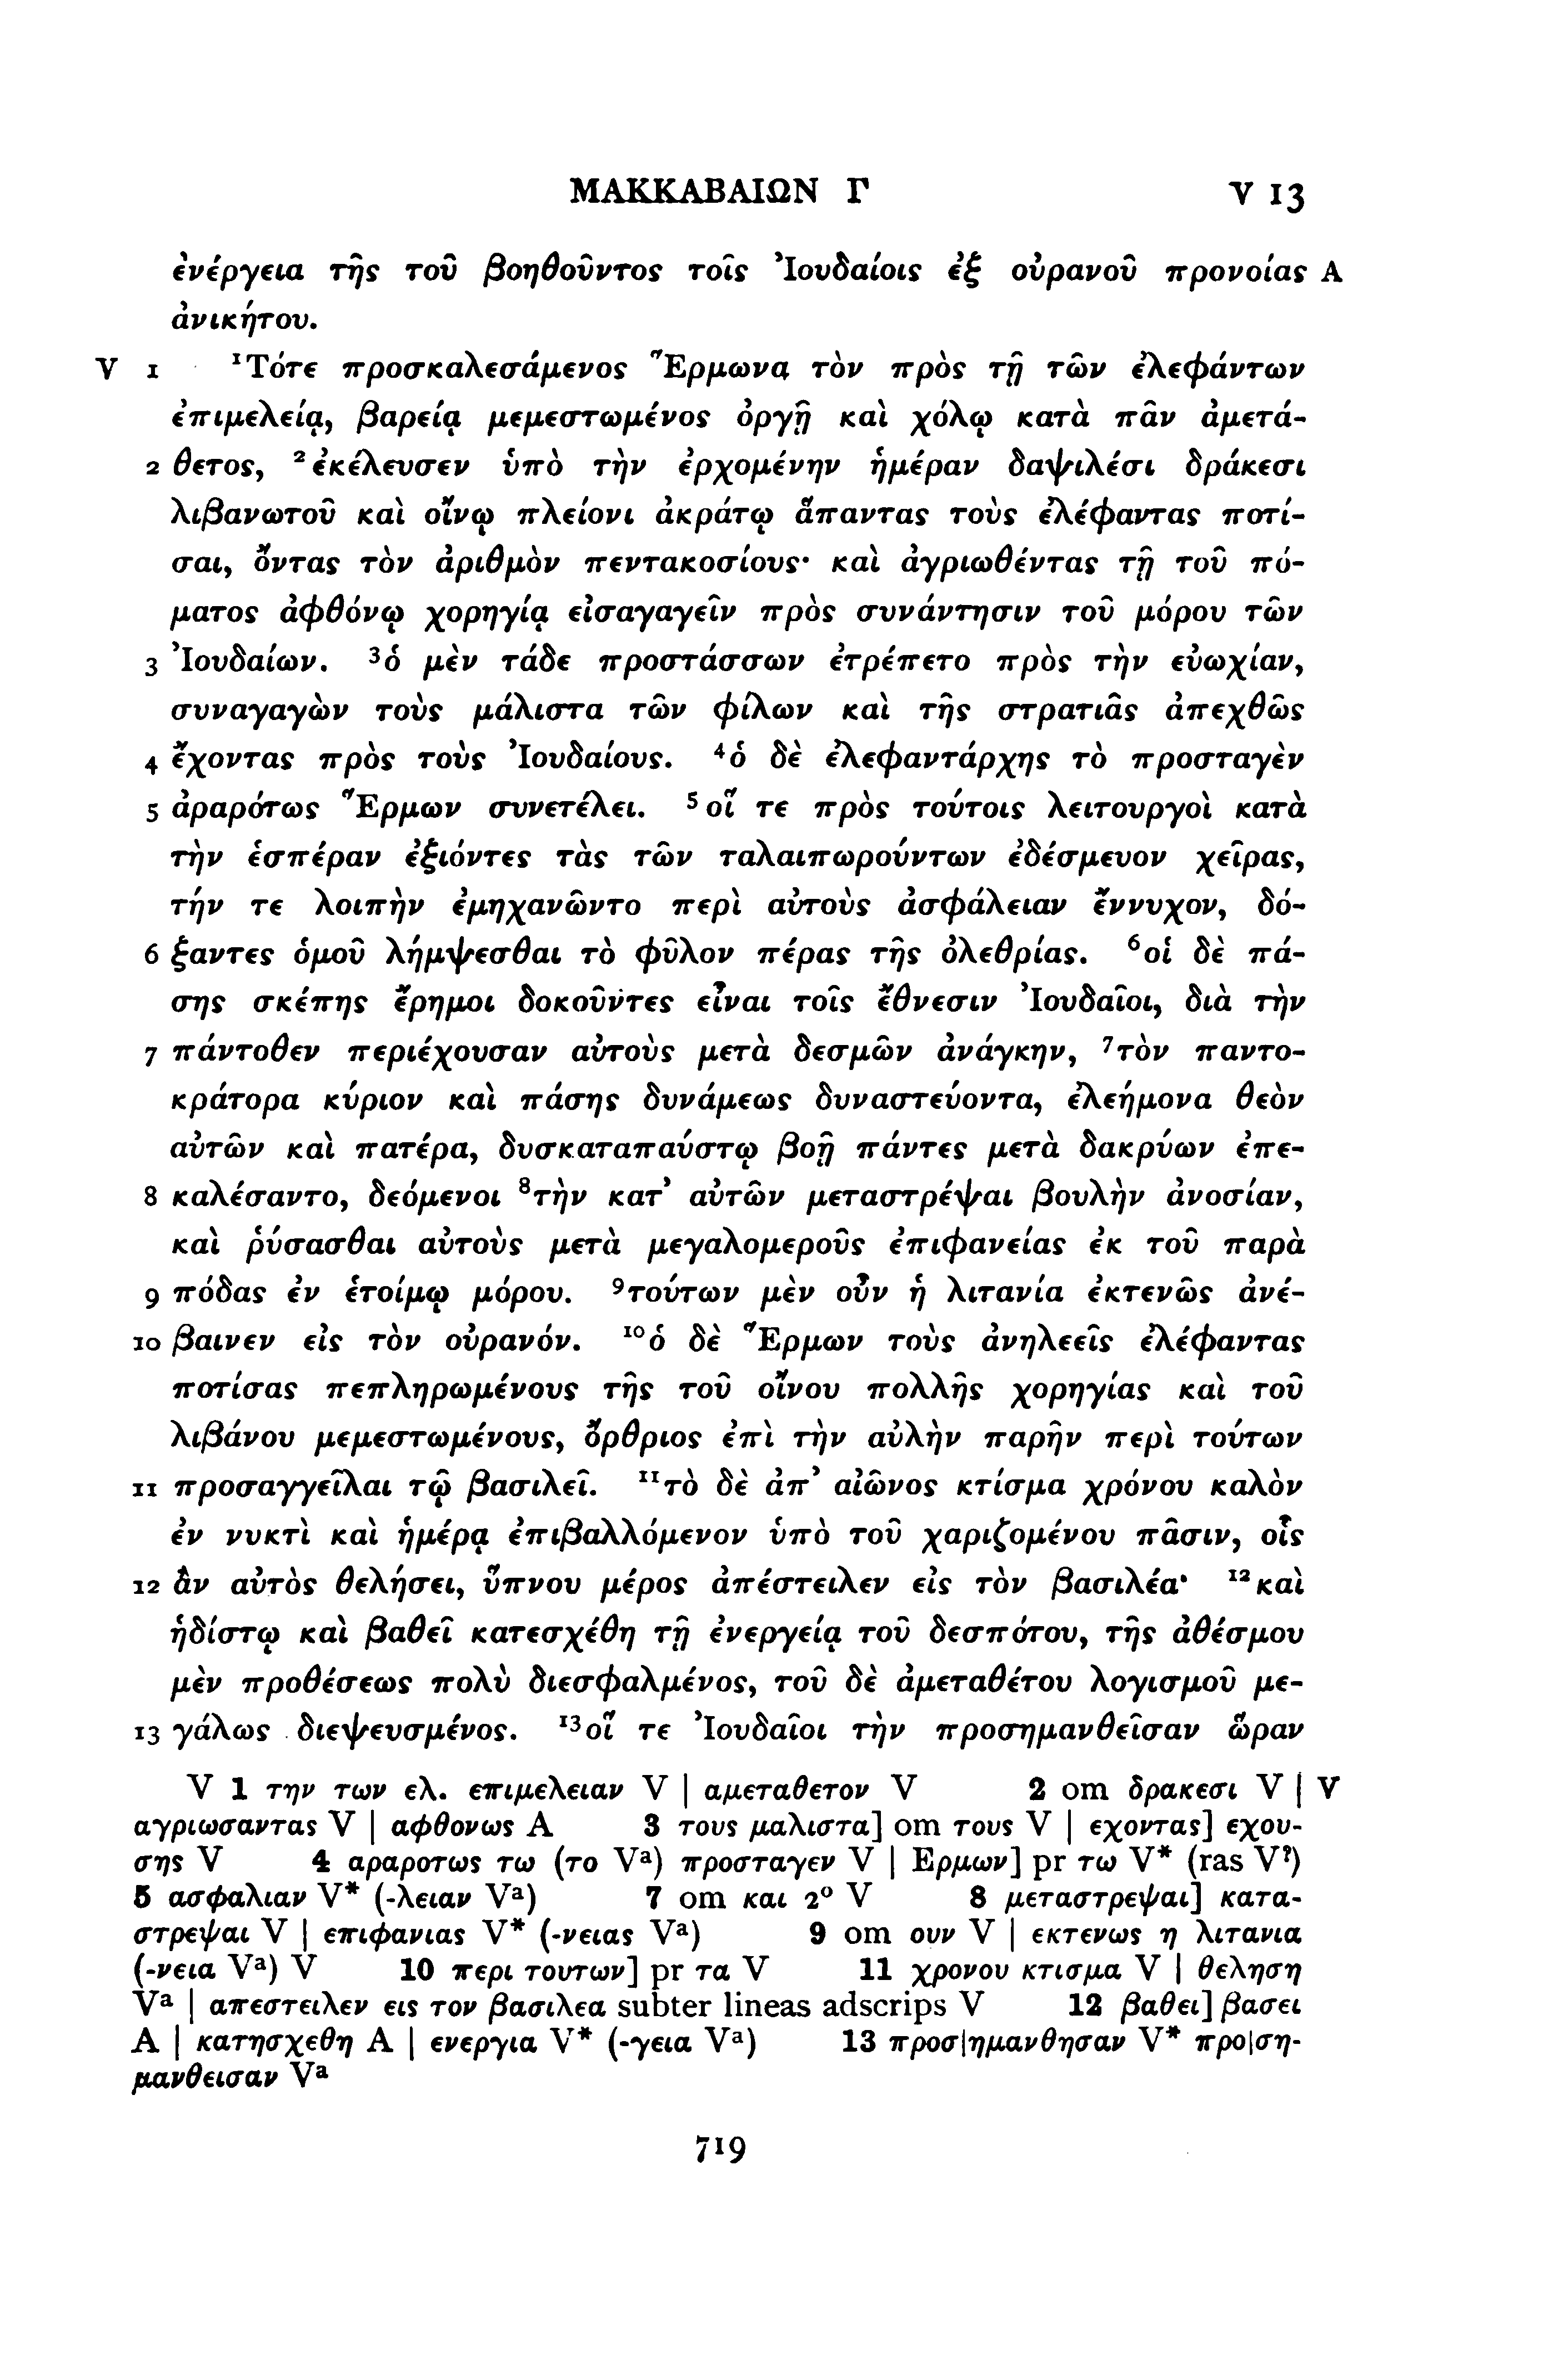 ΜΑΚΚΑΒΑΙΩΝ Γ V 13
ἐνέργεια τῆς τοῦ βοηθοῦντος τοῖς Ἰουδαίοις ἐξ οὐρανοῦ προνοίας A
ἀνικήτου.
V 1 ¹Τότε προσκαλεσάμενος Ἕρμωνα τὸν πρὸς τῇ τῶν ἐλεφάντων
ἐπιμελείᾳ, βαρείᾳ μεμεστωμένος ὀργῇ καὶ χόλῳ κατὰ πᾶν ἀμετά-
2 θετος, ²ἐκέλευσεν ὑπὸ τὴν ἐρχομένην ἡμέραν δαψιλέσι δράκεσι
λιβανωτοῦ καὶ οἴνῳ πλείονι ἀκράτῳ ἅπαντας τοὺς ἐλέφαντας ποτί-
σαι, ὄντας τὸν ἀριθμὸν πεντακοσίους· καὶ ἀγριωθέντας τῇ τοῦ πό-
ματος ἀφθόνῳ χορηγίᾳ εἰσαγαγεῖν πρὸς συνάντησιν τοῦ μόρου τῶν
3 Ἰουδαίων. ³ὁ μὲν τάδε προστάσσων ἐτρέπετο πρὸς τὴν εὐωχίαν,
συναγαγὼν τοὺς μάλιστα τῶν φίλων καὶ τῆς στρατιᾶς ἀπεχθῶς
4 ἔχοντας πρὸς τοὺς Ἰουδαίους. ⁴ὁ δὲ ἐλεφαντάρχης τὸ προσταγὲν
5 ἀραρότως Ἕρμων συνετέλει. ⁵οἵ τε πρὸς τούτοις λειτουργοὶ κατὰ
τὴν ἑσπέραν ἐξιόντες τὰς τῶν ταλαιπωρούντων ἐδέσμευον χεῖρας,
τήν τε λοιπὴν ἐμηχανῶντο περὶ αὐτοὺς ἀσφάλειαν ἔννυχον, δό-
6 ξαντες ὁμοῦ λήμψεσθαι τὸ φῦλον πέρας τῆς ὀλεθρίας. ⁶οἱ δὲ πά-
σης σκέπης ἔρημοι δοκοῦντες εἶναι τοῖς ἔθνεσιν Ἰουδαῖοι, διὰ τὴν
7 πάντοθεν περιέχουσαν αὐτοὺς μετὰ δεσμῶν ἀνάγκην, ⁷τὸν παντο-
κράτορα κύριον καὶ πάσης δυνάμεως δυναστεύοντα, ἐλεήμονα θεὸν
αὐτῶν καὶ πατέρα, δυσκαταπαύστῳ βοῇ πάντες μετὰ δακρύων ἐπε-
8 καλέσαντο, δεόμενοι ⁸τὴν κατ’ αὐτῶν μεταστρέψαι βουλὴν ἀνοσίαν,
καὶ ῥύσασθαι αὐτοὺς μετὰ μεγαλομεροῦς ἐπιφανείας ἐκ τοῦ παρὰ
9 πόδας ἐν ἑτοίμῳ μόρου. ⁹τούτων μὲν οὖν ἡ λιτανία ἐκτενῶς ἀνέ-
10 βαινεν εἰς τὸν οὐρανόν. ¹⁰ὁ δὲ Ἕρμων τοὺς ἀνηλεεῖς ἐλέφαντας
ποτίσας πεπληρωμένους τῆς τοῦ οἴνου πολλῆς χορηγίας καὶ τοῦ
λιβάνου μεμεστωμένους, ὄρθριος ἐπὶ τὴν αὐλὴν παρῆν περὶ τούτων
11 προσαγγεῖλαι τῷ βασιλεῖ. ¹¹τὸ δὲ ἀπ’ αἰῶνος κτίσμα χρόνου καλὸν
ἐν νυκτὶ καὶ ἡμέρᾳ ἐπιβαλλόμενον ὑπὸ τοῦ χαριζομένου πᾶσιν, οἷς
12 ἂν αὐτὸς θελήσει, ὕπνου μέρος ἀπέστειλεν εἰς τὸν βασιλέα· ¹²καὶ
ἡδίστῳ καὶ βαθεῖ κατεσχέθη τῇ ἐνεργείᾳ τοῦ δεσπότου, τῆς ἀθέσμου
μὲν προθέσεως πολὺ διεσφαλμένος, τοῦ δὲ ἀμεταθέτου λογισμοῦ με-
13 γάλως διεψευσμένος. ¹³οἵ τε Ἰουδαῖοι τὴν προσημανθεῖσαν ὥραν
V 1 την των ελ. επιμελειαν V | αμεταθετον V 2 om δρακεσι V | V
αγριωσαντας V | αφθονως A 3 τους μαλιστα] om τους V | εχοντας] εχου-
σης V 4 αραροτως τω (το Vᵃ) προσταγεν V | Ερμων] pr τω V* (ras V?)
5 ασφαλιαν V* (-λειαν Vᵃ) 7 om και 2° V 8 μεταστρεψαι] κατα-
στρεψαι V | επιφανιας V* (-νειας Vᵃ) 9 om ουν V | εκτενως η λιτανια
(-νεια Vᵃ) V 10 περι τουτων] pr τα V 11 χρονου κτισμα V | θεληση
Vᵃ | απεστειλεν εις τον βασιλεα subter lineas adscrips V 12 βαθει] βασει
A | κατησχεθη A | ενεργια V* (-γεια Vᵃ) 13 προσ|ημανθησαν V* προ|ση-
μανθεισαν Vᵃ
719